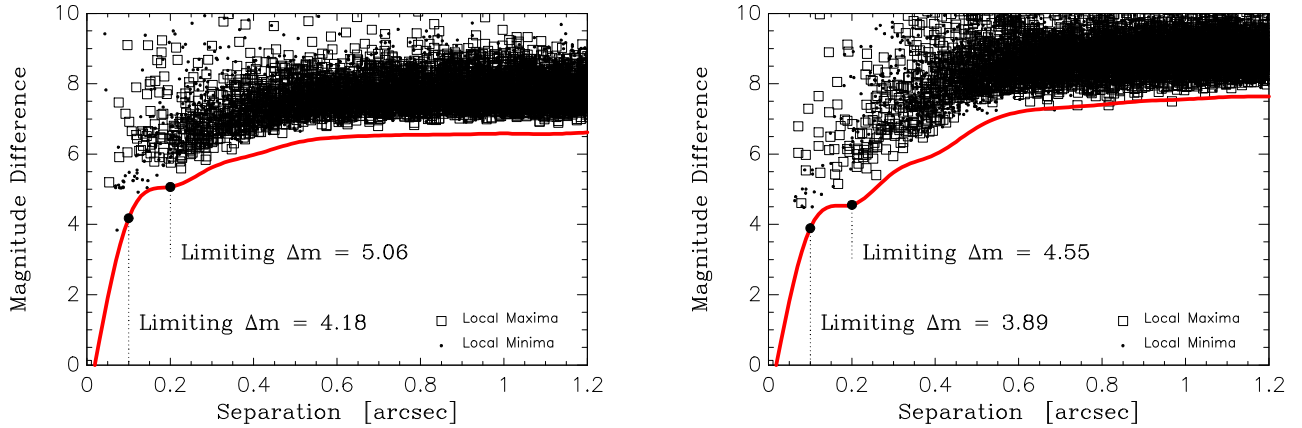 10
8
6
4
2
0
Magnitude Difference
Limiting Δm = 5.06
Limiting Δm = 4.18
Local Maxima
Local Minima
0 0.2 0.4 0.6 0.8 1 1.2
Separation [arcsec]
10
8
6
4
2
0
Magnitude Difference
Limiting Δm = 4.55
Limiting Δm = 3.89
Local Maxima
Local Minima
0 0.2 0.4 0.6 0.8 1 1.2
Separation [arcsec]